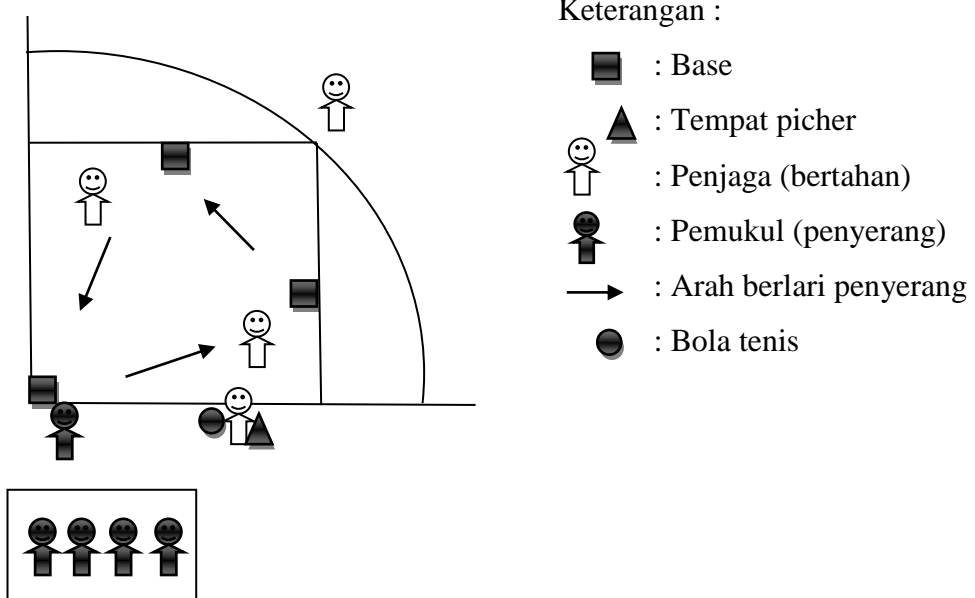 Keterangan :
: Base
: Tempat picher
: Penjaga (bertahan)
: Pemukul (penyerang)
: Arah berlari penyerang
: Bola tenis